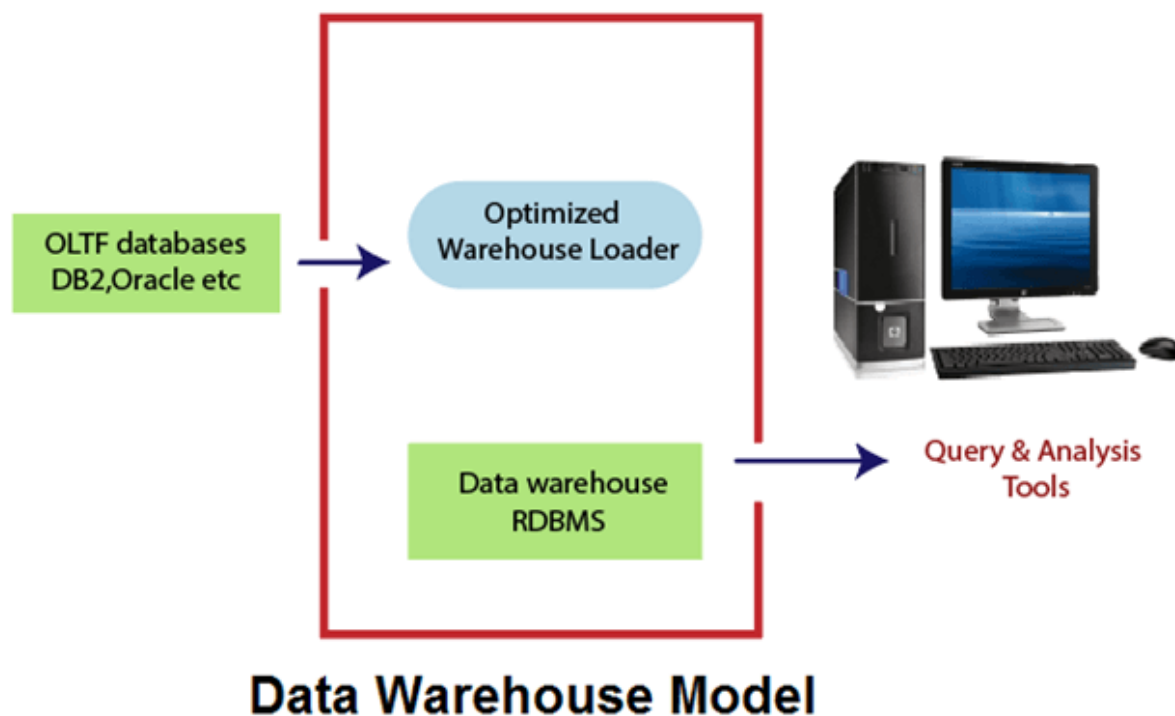 OLTF databases
DB2,Oracle etc
Optimized
Warehouse Loader
Data warehouse
RDBMS
Query & Analysis
Tools
Data Warehouse Model